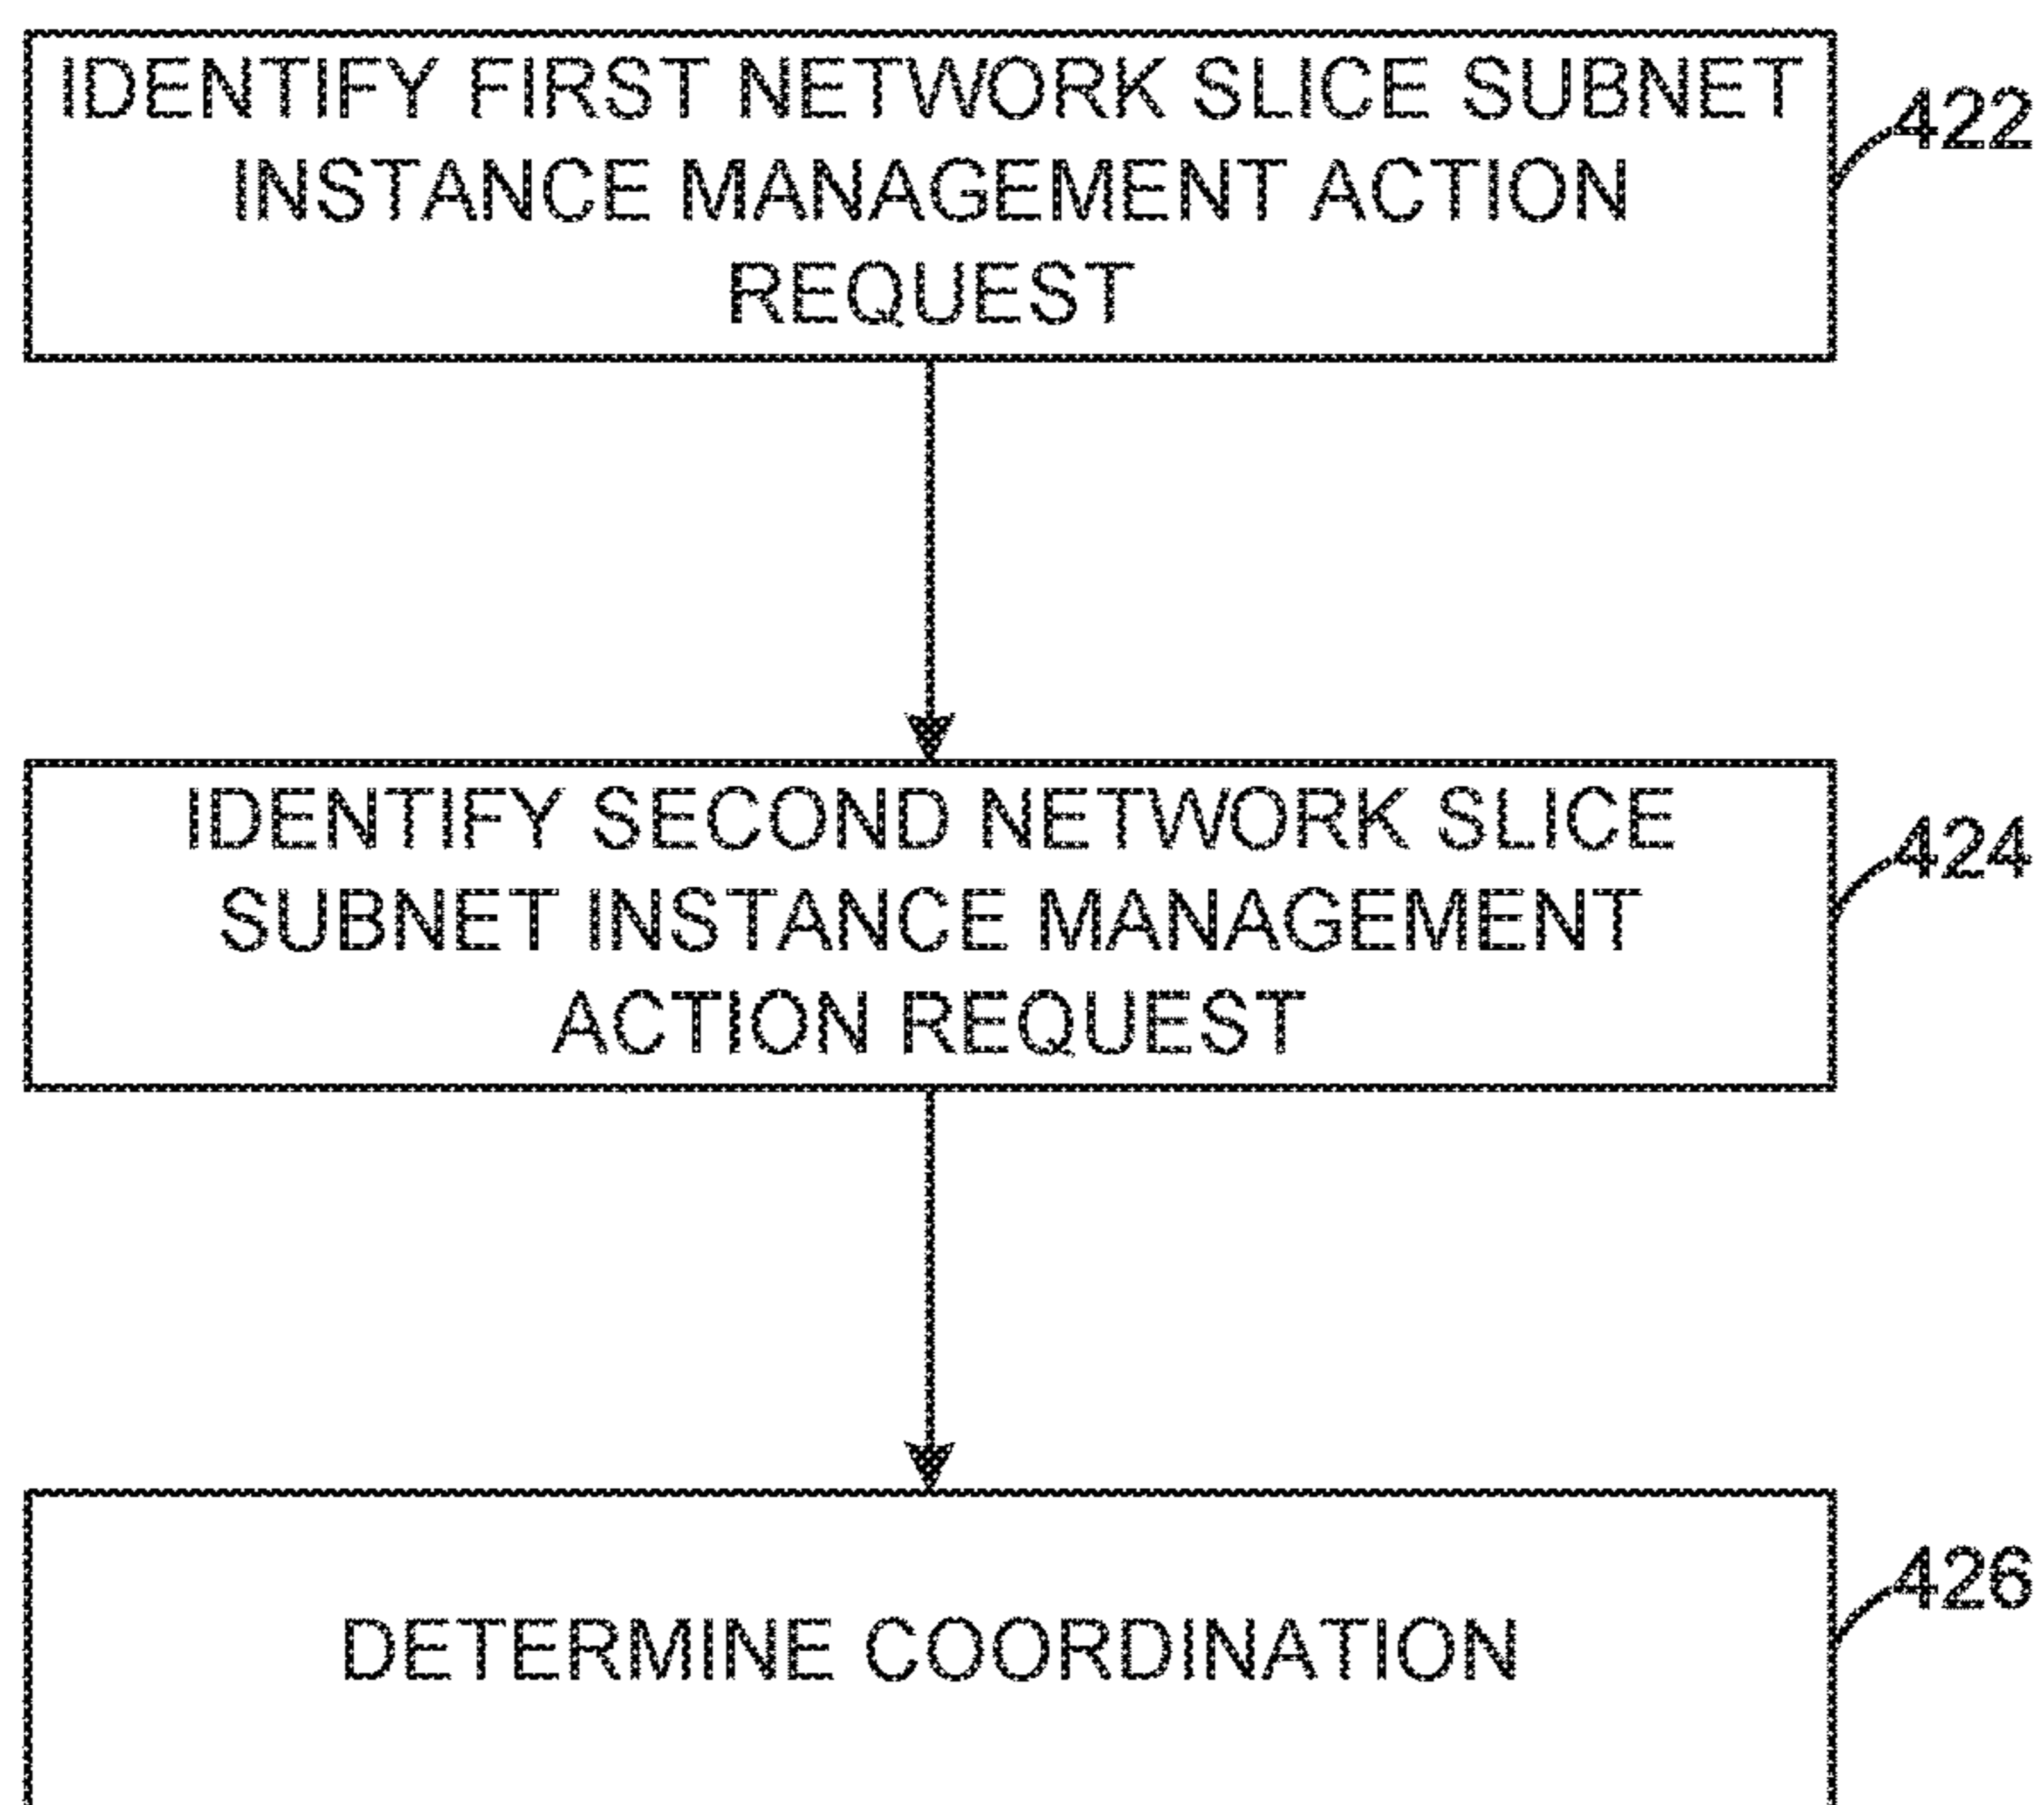 IDENTIFY FIRST NETWORK SLICE SUBNET
INSTANCE MANAGEMENT ACTION
REQUEST
422
IDENTIFY SECOND NETWORK SLICE
SUBNET INSTANCE MANAGEMENT
ACTION REQUEST
424
DETERMINE COORDINATION
426